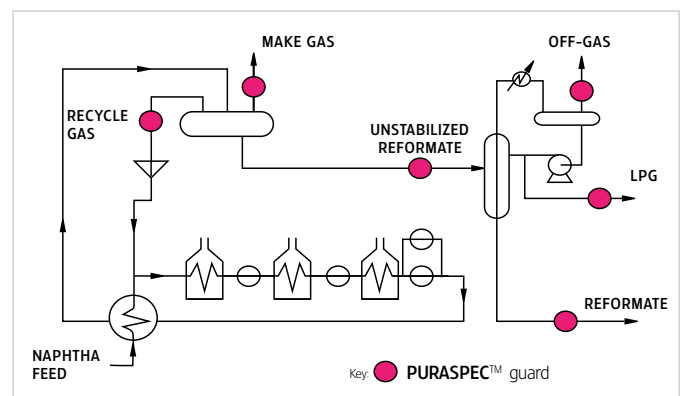 MAKE GAS
OFF-GAS
RECYCLE
GAS
UNSTABILIZED
REFORMATE
LPG
REFORMATE
NAPHTHA
FEED
Key: PURASPEC™ guard